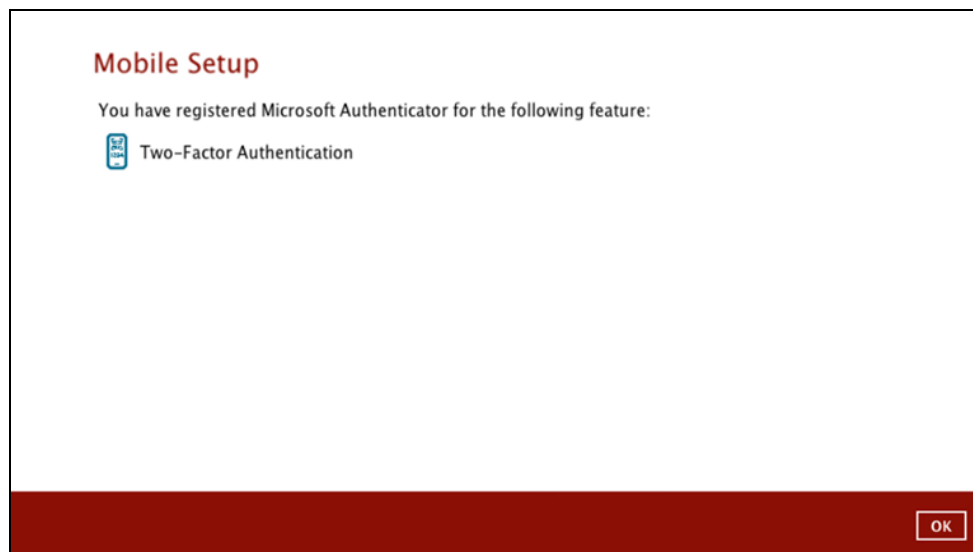 Mobile Setup
You have registered Microsoft Authenticator for the following feature:
Two-Factor Authentication
OK